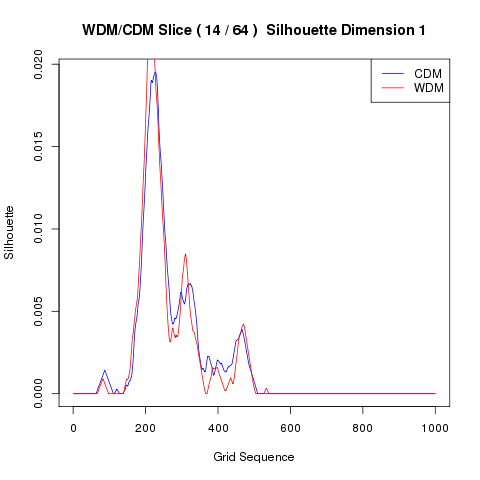 WDM/CDM Slice ( 14 / 64 )  Silhouette Dimension 1
CDM
WDM
0.020
0.015
0.010
0.005
0.000
Silhouette
0 200 400 600 800 1000
Grid Sequence